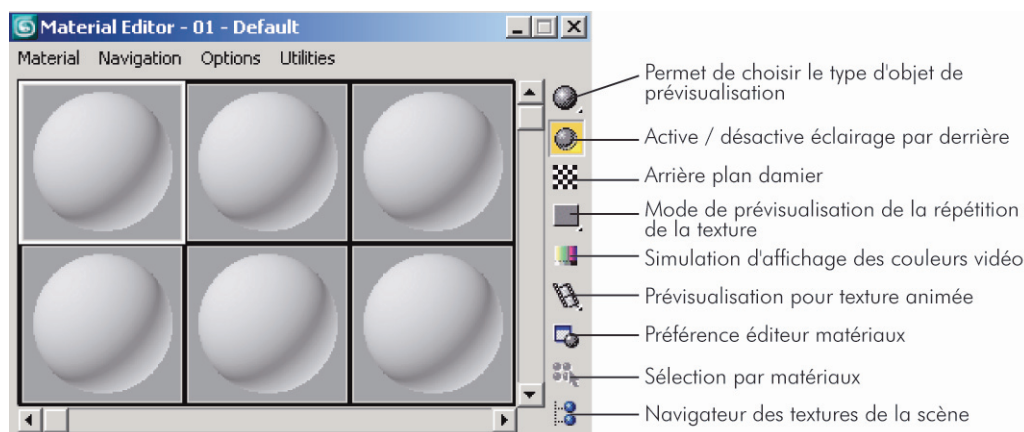 Material Editor - 01 - Default
Material Navigation Options Utilities
Permet de choisir le type d'objet de
prévisualisation
Active / désactive éclairage par derrière
Arrière plan damier
Mode de prévisualisation de la répétition
de la texture
Simulation d'affichage des couleurs vidéo
Prévisualisation pour texture animée
Préférence éditeur matériaux
Sélection par matériaux
Navigateur des textures de la scène